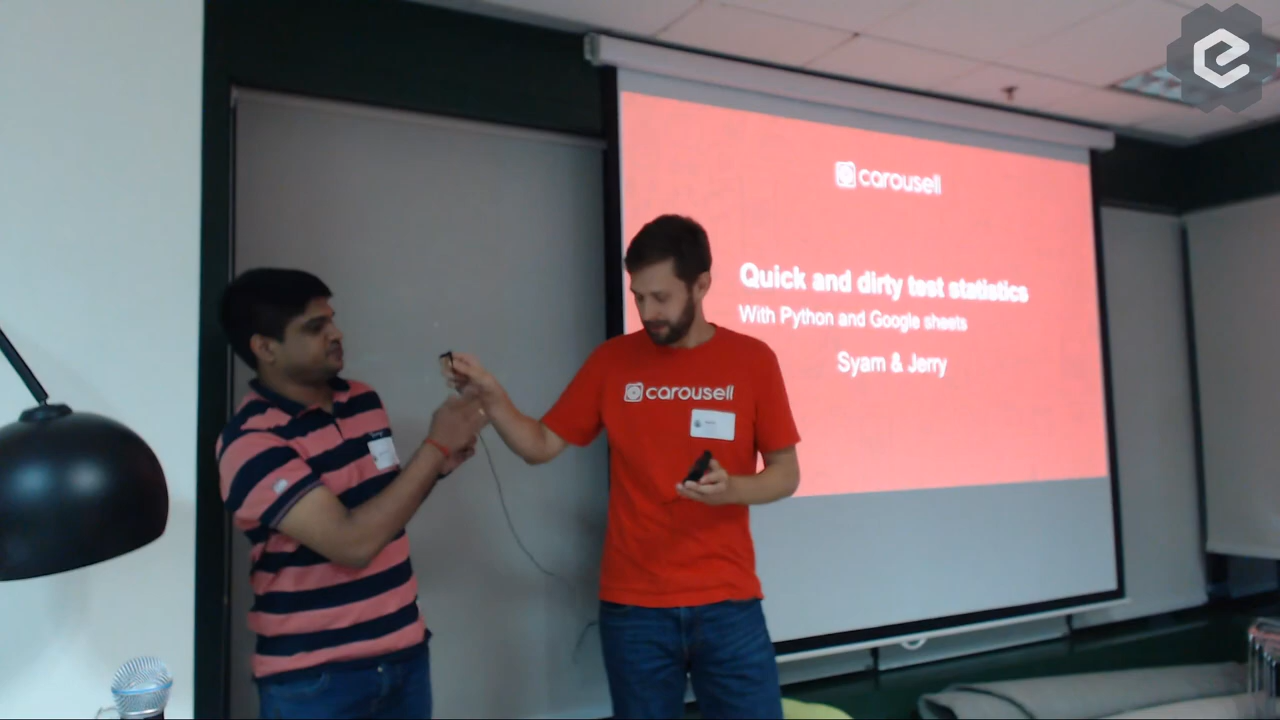 carousell
Quick and dirty test statistics
With Python and Google sheets
Syam & Jerry
carousell